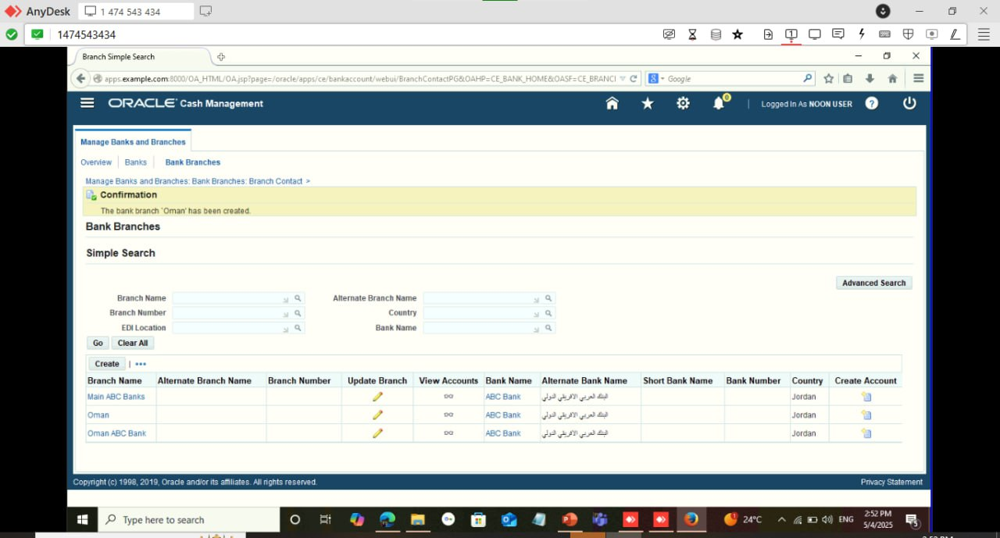 AnyDesk 1 474 543 434
1474543434
Branch Simple Search
apps.example.com:8000/OA_HTML/OA.jsp?page=/oracle/apps/ce/bankaccount/webui/BranchContactPG&OAHP=CE_BANK_HOME&OASF=CE_BRANCI Google
ORACLE Cash Management 0 Logged In As NOON USER ?
Manage Banks and Branches
Overview Banks Bank Branches
Manage Banks and Branches: Bank Branches: Branch Contact >
Confirmation
The bank branch 'Oman' has been created.
Bank Branches
Simple Search
Advanced Search
Branch Name Alternate Branch Name
Branch Number Country
EDI Location Bank Name
Go Clear All
Create | •••
Branch Name Alternate Branch Name Branch Number Update Branch View Accounts Bank Name Alternate Bank Name Short Bank Name Bank Number Country Create Account
Main ABC Banks ABC Bank البنك العربي الافريقي الدولي Jordan
Oman ABC Bank البنك العربي الافريقي الدولي Jordan
Oman ABC Bank ABC Bank البنك العربي الافريقي الدولي Jordan
Copyright (c) 1998, 2019, Oracle and/or its affiliates. All rights reserved. Privacy Statement
Type here to search 24°C ENG 2:52 PM
5/4/2025 5